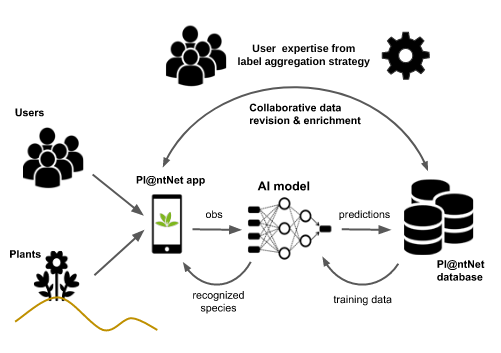 User expertise from
label aggregation strategy
Collaborative data
revision & enrichment
Users
Pl@ntNet app
AI model
obs
predictions
Plants
Pl@ntNet
database
recognized
species
training data